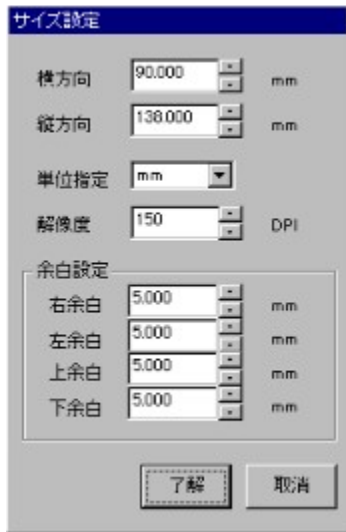 サイズ設定
横方向 90.000 mm
縦方向 138.000 mm
単位指定 mm
解像度 150 DPI
余白設定
右余白 5.000 mm
左余白 5.000 mm
上余白 5.000 mm
下余白 5.000 mm
了解 取消